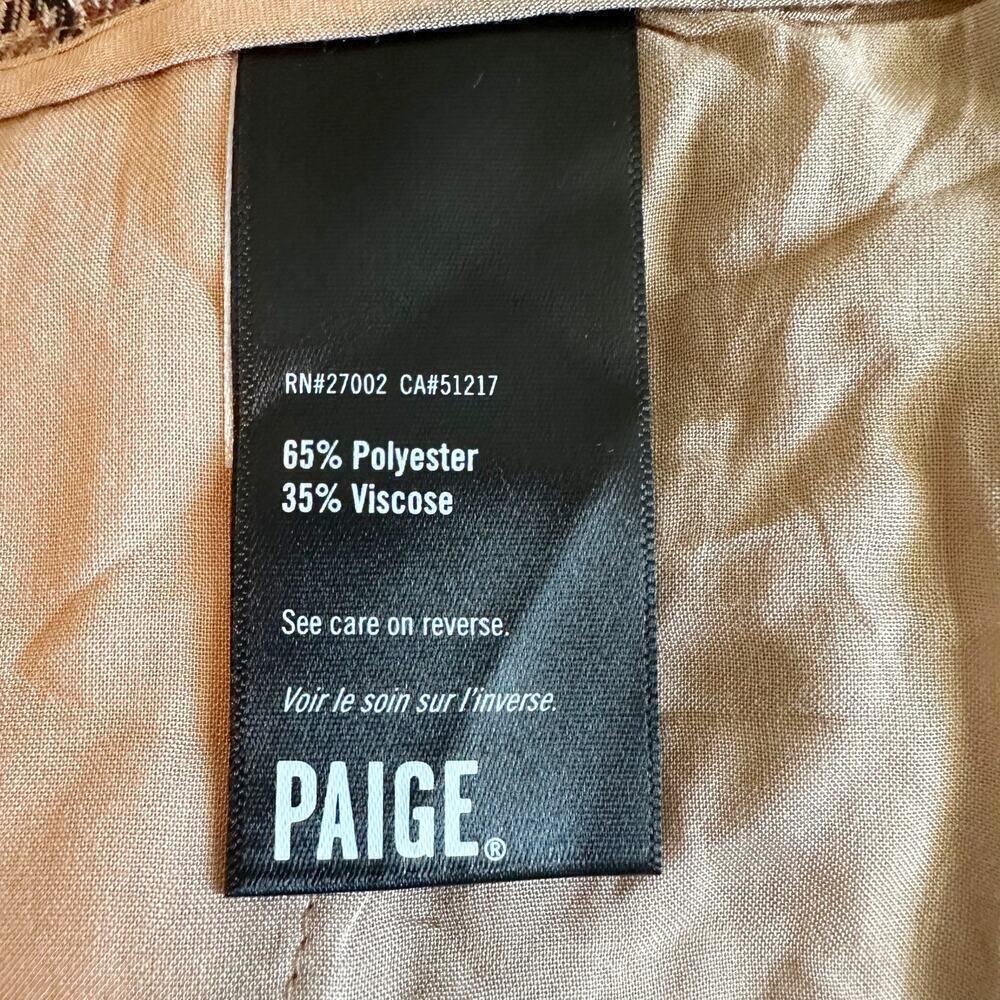 RN#27002 CA#51217
65% Polyester
35% Viscose
See care on reverse.
Voir le soin sur l'inverse.
PAIGE®